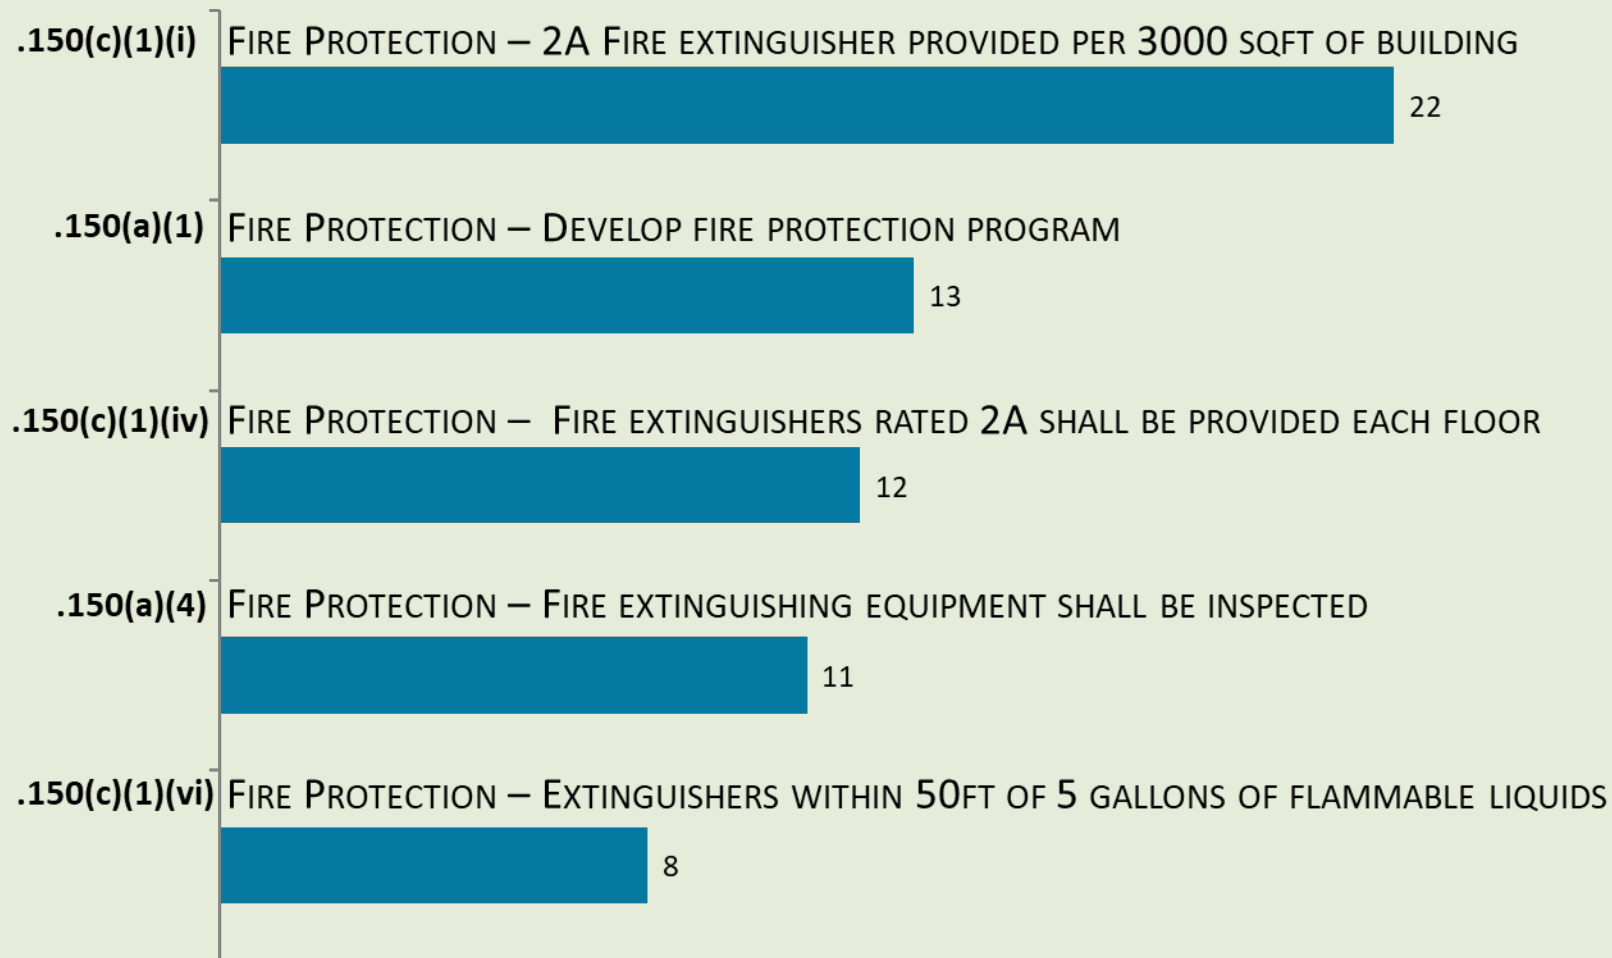 .150(c)(1)(i) FIRE PROTECTION – 2A FIRE EXTINGUISHER PROVIDED PER 3000 SQFT OF BUILDING
22
.150(a)(1) FIRE PROTECTION – DEVELOP FIRE PROTECTION PROGRAM
13
.150(c)(1)(iv) FIRE PROTECTION – FIRE EXTINGUISHERS RATED 2A SHALL BE PROVIDED EACH FLOOR
12
.150(a)(4) FIRE PROTECTION – FIRE EXTINGUISHING EQUIPMENT SHALL BE INSPECTED
11
.150(c)(1)(vi) FIRE PROTECTION – EXTINGUISHERS WITHIN 50FT OF 5 GALLONS OF FLAMMABLE LIQUIDS
8